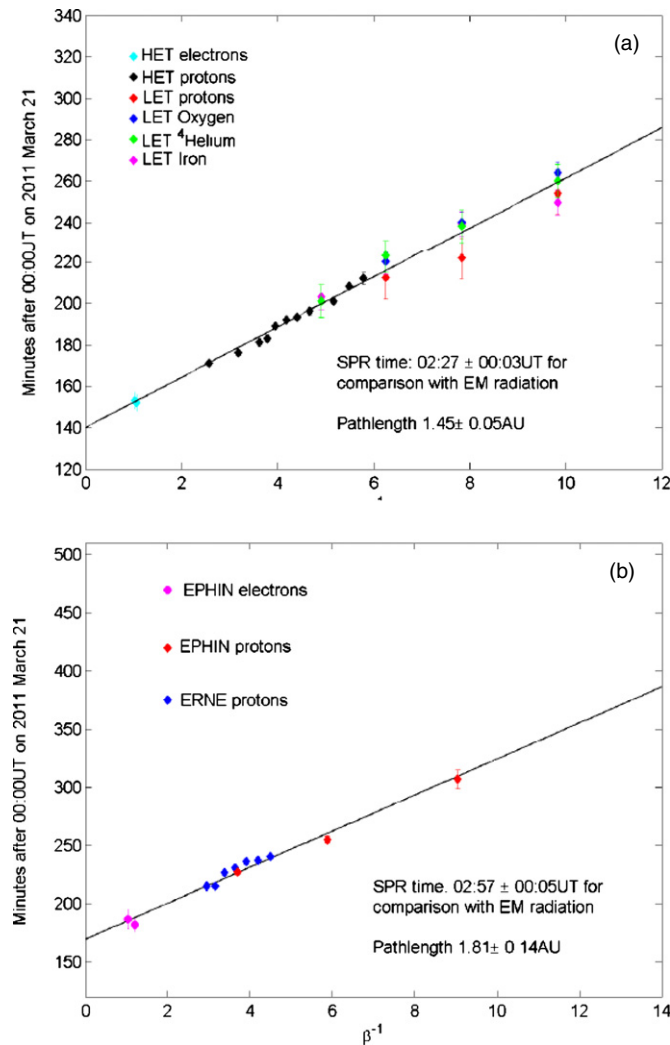 340
(a)
HET electrons
320
HET protons
300
LET protons
LET Oxygen
280
LET ⁴Helium
LET Iron
260
240
220
200
180
160
140
120
Minutes after 00:00UT on 2011 March 21
SPR time: 02:27 ± 00:03UT for
comparison with EM radiation
Pathlength 1.45± 0.05AU
0 2 4 6 8 10 12
500
(b)
450
400
350
300
250
200
150
Minutes after 00:00UT on 2011 March 21
EPHIN electrons
EPHIN protons
ERNE protons
SPR time. 02:57 ± 00:05UT for
comparison with EM radiation
Pathlength 1.81± 0 14AU
0 2 4 6 8 10 12 14
β⁻¹